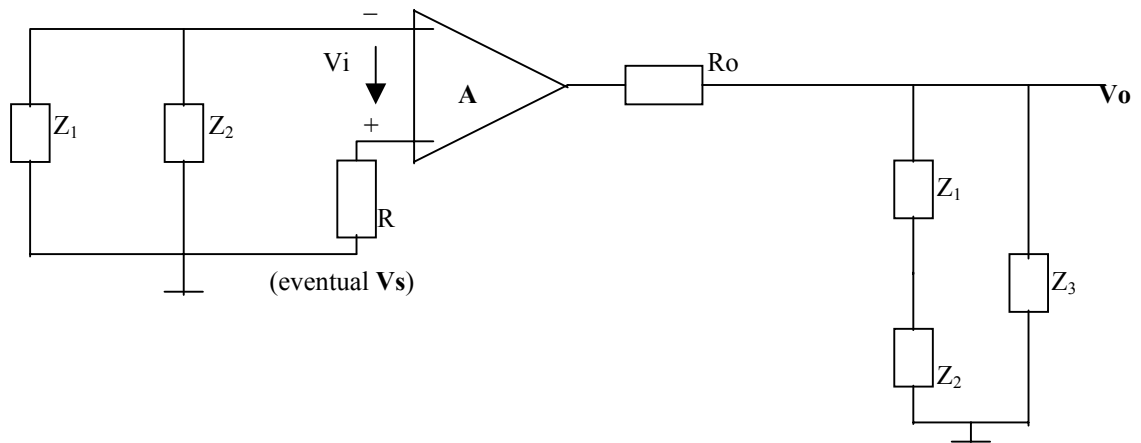 −
Vi
A
Ro
Vo
Z₁
Z₂
+
Z₁
R
(eventual Vs)
Z₃
Z₂